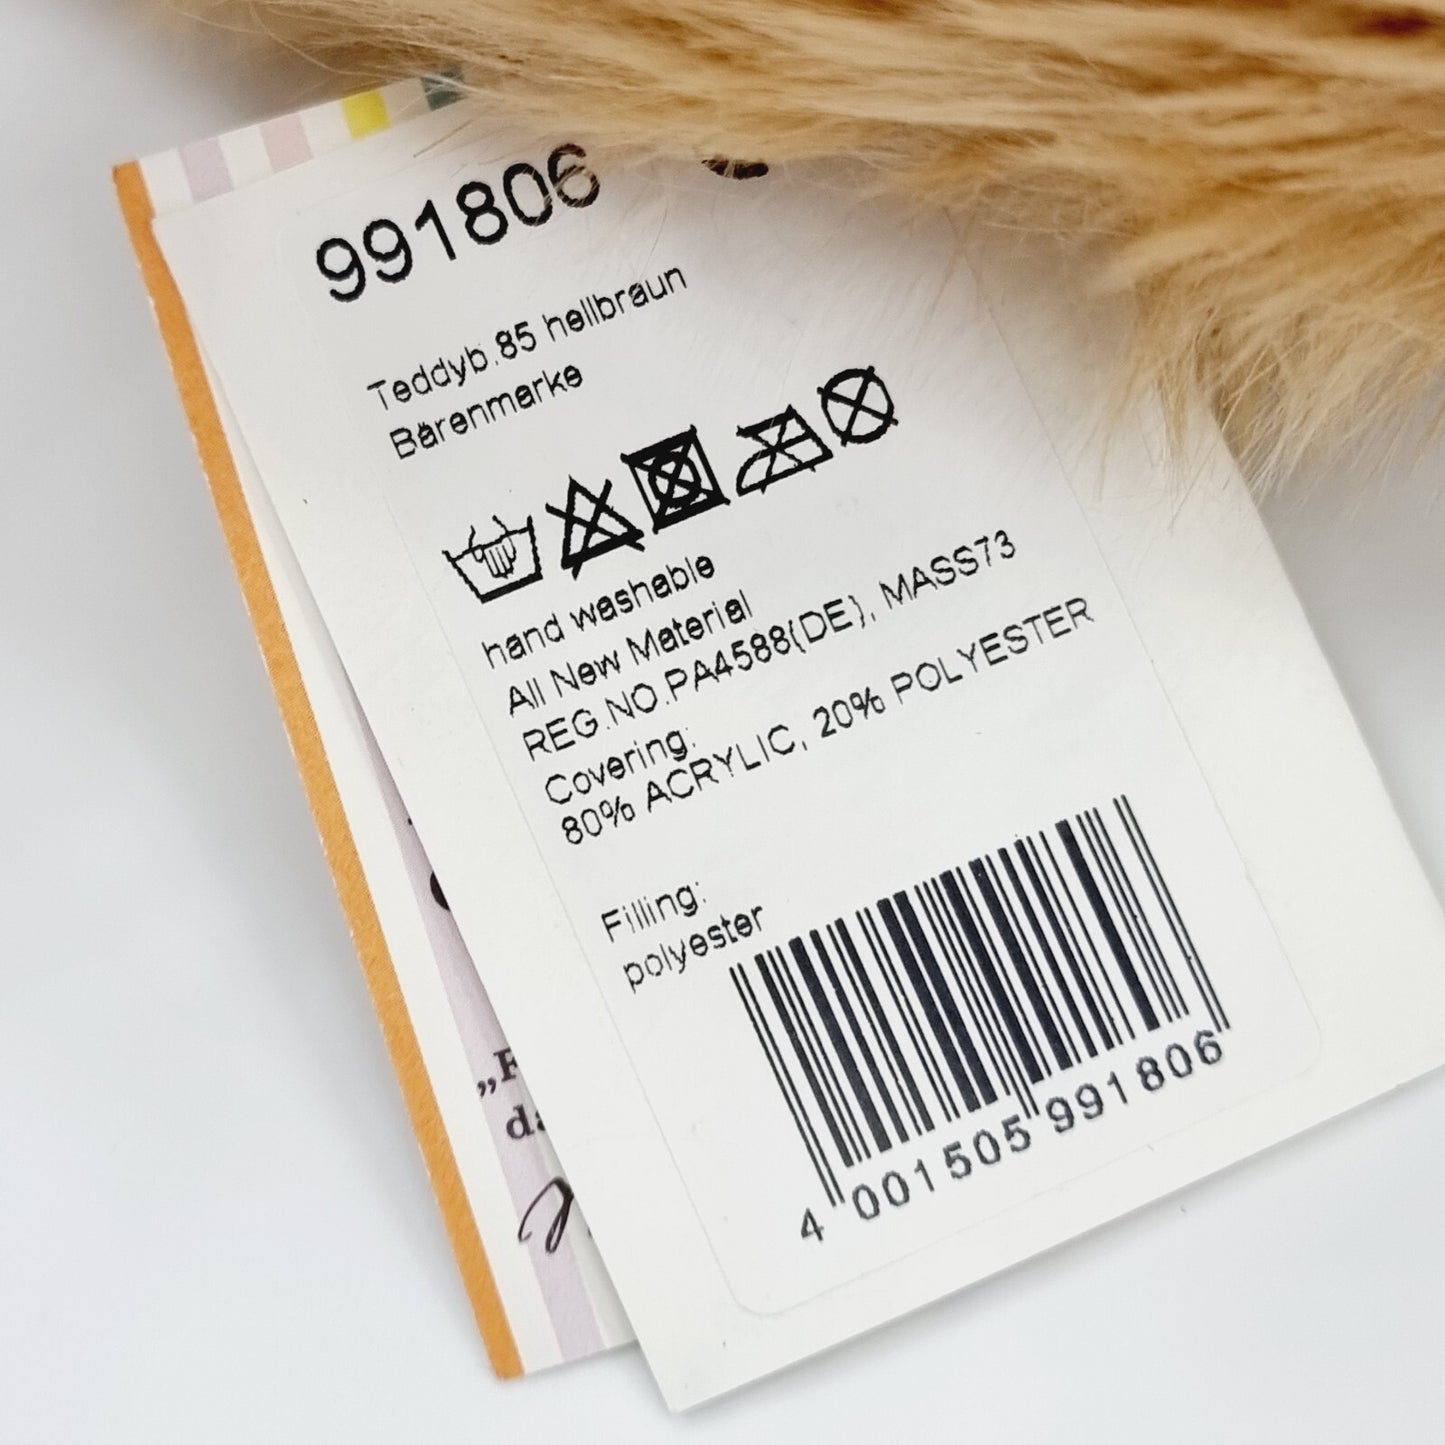 991806
Teddyb.85 hellbraun
Bärenmarke
hand washable
All New Material
REG.NO.PA4588(DE), MASS73
Covering:
80% ACRYLIC, 20% POLYESTER
Filling:
polyester
4 001505 991806